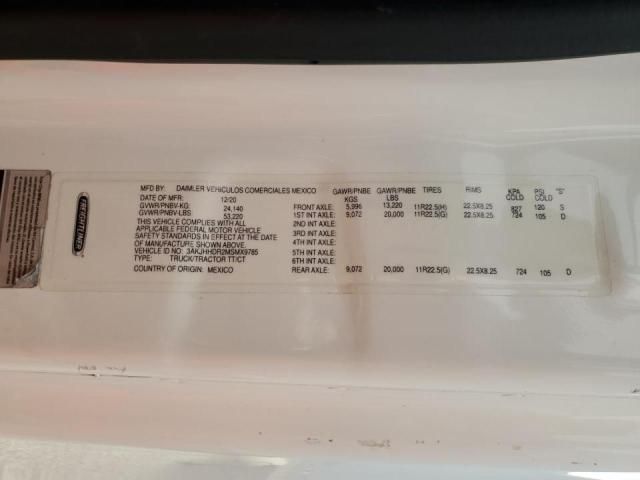 FREIGHTLINER
MFD BY: DAIMLER VEHICULOS COMERCIALES MEXICO GAWR/PNBE KGS GAWR/PNBE LBS TIRES RIMS KPA COLD PSI COLD "S"
DATE OF MFR: 12/20
GVWR/PNBV-KG: 24,140 FRONT AXLE: 5,996 13,220 11R22.5(H) 22.5X8.25 827 120 S
GVWR/PNBV-LBS: 53,220 1ST INT AXLE: 9,072 20,000 11R22.5(G) 22.5X8.25 724 105 D
THIS VEHICLE COMPLIES WITH ALL 2ND INT AXLE:
APPLICABLE FEDERAL MOTOR VEHICLE 3RD INT AXLE:
SAFETY STANDARDS IN EFFECT AT THE DATE 4TH INT AXLE:
OF MANUFACTURE SHOWN ABOVE. 5TH INT AXLE:
VEHICLE ID NO.: 3AKJHHDR2MSMX9785 6TH INT AXLE:
TYPE: TRUCK/TRACTOR TT/CT
COUNTRY OF ORIGIN: MEXICO REAR AXLE: 9,072 20,000 11R22.5(G) 22.5X8.25 724 105 D